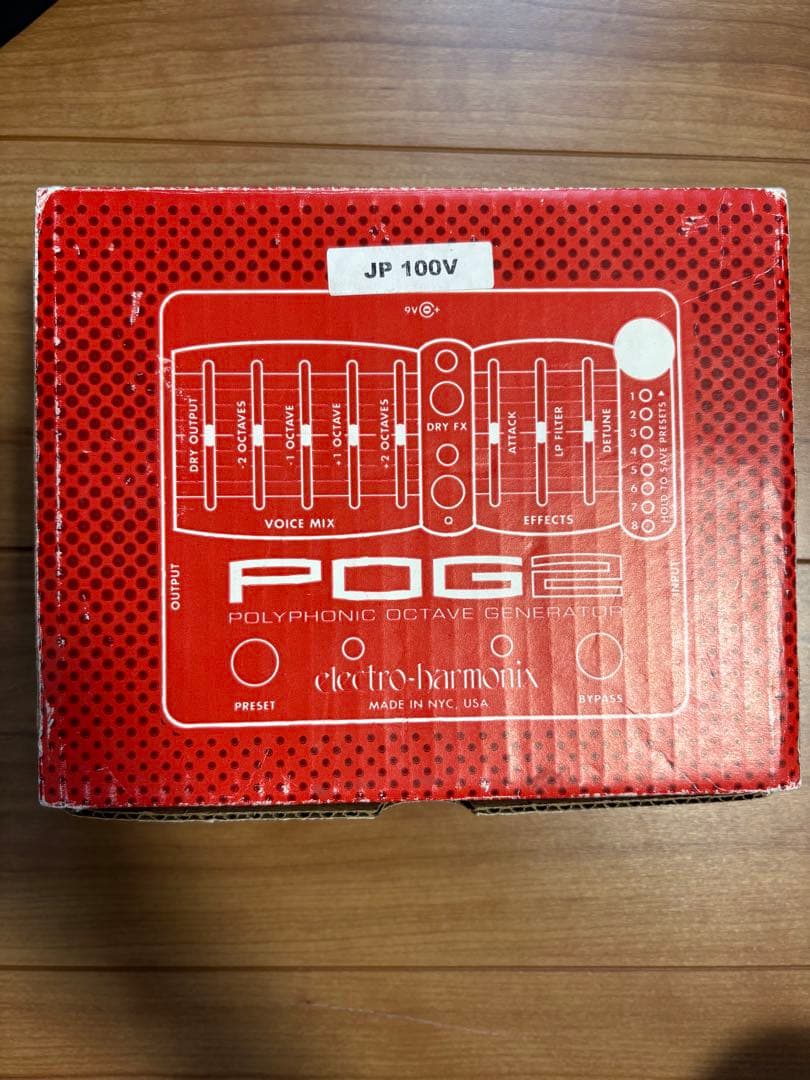 JP 100V
9V +
DRY OUTPUT
-2 OCTAVES
-1 OCTAVE
+1 OCTAVE
+2 OCTAVES
VOICE MIX
DRY FX
Q
ATTACK
LP FILTER
DETUNE
EFFECTS
1
2
3
4
5
6
7
8
HOLD TO SAVE PRESETS
OUTPUT
INPUT
POG2
POLYPHONIC OCTAVE GENERATOR
PRESET
electro-harmonix
MADE IN NYC, USA
BYPASS